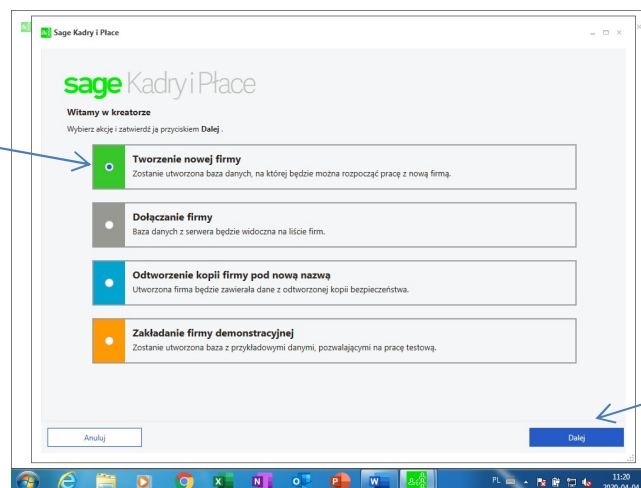 Sage Kadry i Płace
sage Kadry i Płace
Witamy w kreatorze
Wybierz akcję i zatwierdź ją przyciskiem Dalej .
Tworzenie nowej firmy
Zostanie utworzona baza danych, na której będzie można rozpocząć pracę z nową firmą.
Dołączanie firmy
Baza danych z serwera będzie widoczna na liście firm.
Odtworzenie kopii firmy pod nową nazwą
Utworzona firma będzie zawierała dane z odtworzonej kopii bezpieczeństwa.
Zakładanie firmy demonstracyjnej
Zostanie utworzona baza z przykładowymi danymi, pozwalającymi na pracę testową.
Anuluj
Dalej
PL
11:20
2020-04-04